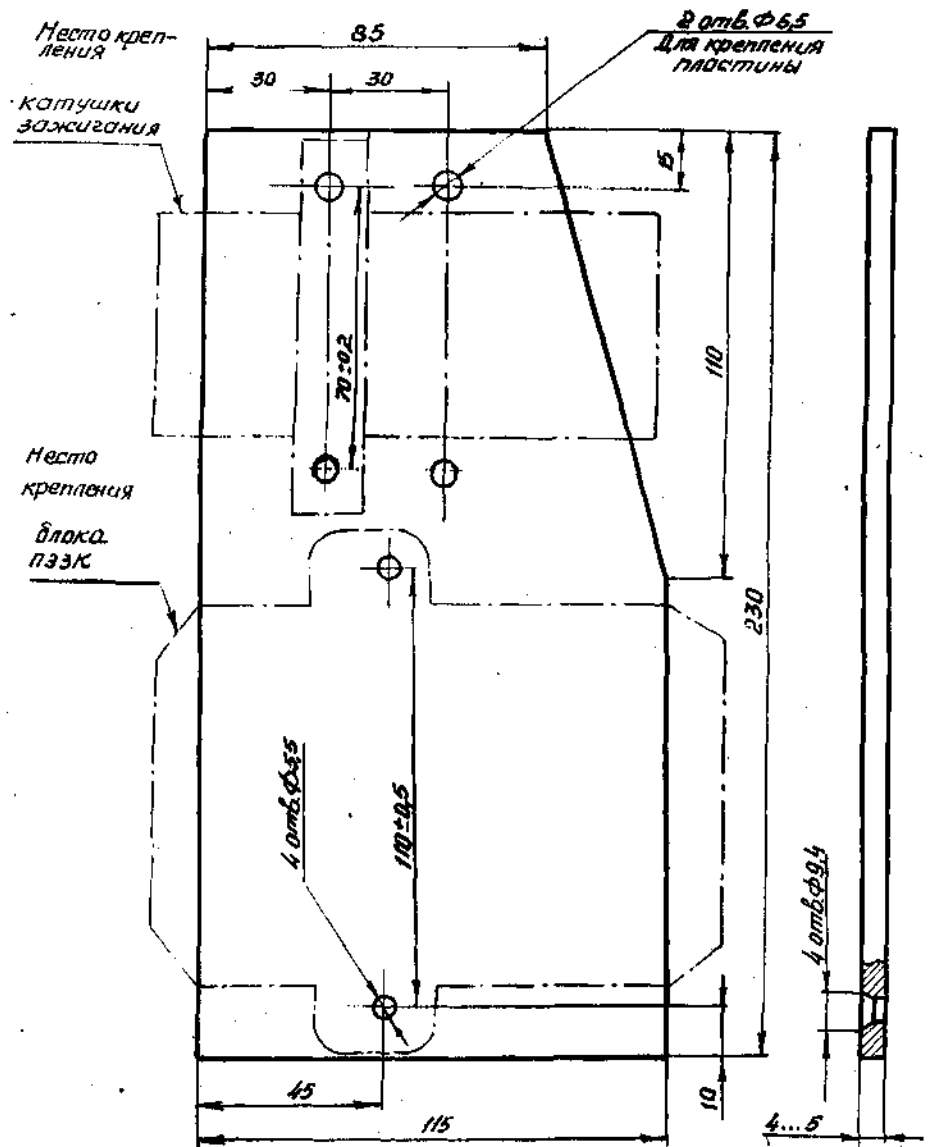 Место креп-
ления
катушки
зажигания
85
30
30
2 отв. Ф 6,5
Для крепления
пластины
15
70±0,2
110
230
Место
крепления
блока
ПЭЗК
4 отв. Ф5,5
110±0,5
4 отв. Ф9,4
45
10
115
4...5